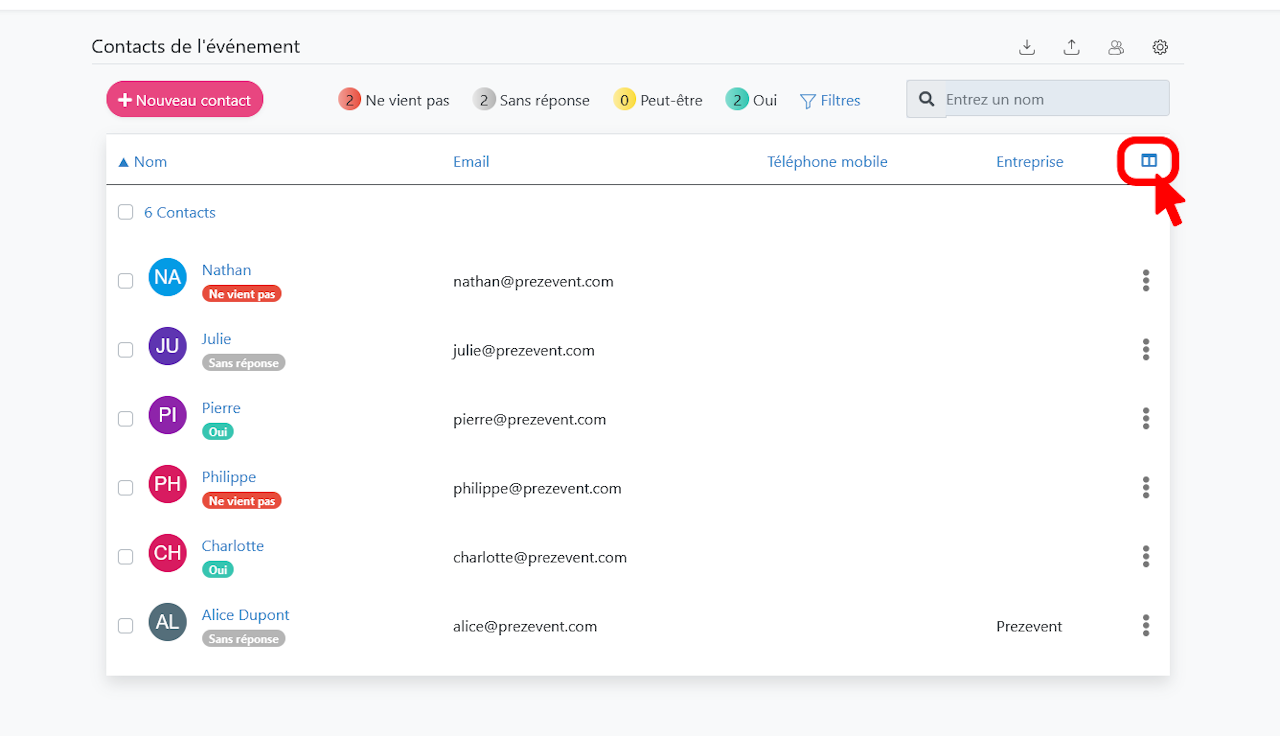 Contacts de l'événement
Nouveau contact 2 Ne vient pas 2 Sans réponse 0 Peut-être 2 Oui Filtres Entrez un nom
Nom Email Téléphone mobile Entreprise
6 Contacts
NA Nathan
Ne vient pas nathan@prezevent.com
JU Julie
Sans réponse julie@prezevent.com
PI Pierre
Oui pierre@prezevent.com
PH Philippe
Ne vient pas philippe@prezevent.com
CH Charlotte
Oui charlotte@prezevent.com
AL Alice Dupont
Sans réponse alice@prezevent.com Prezevent